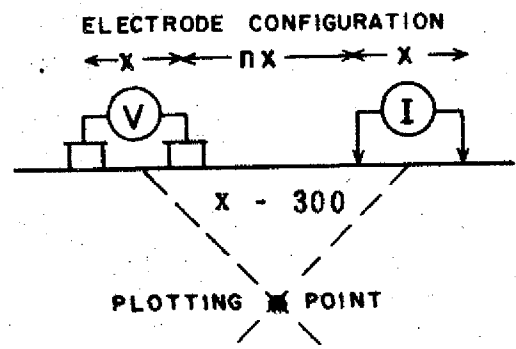 ELECTRODE CONFIGURATION
X nX X
V I
X - 300
PLOTTING POINT